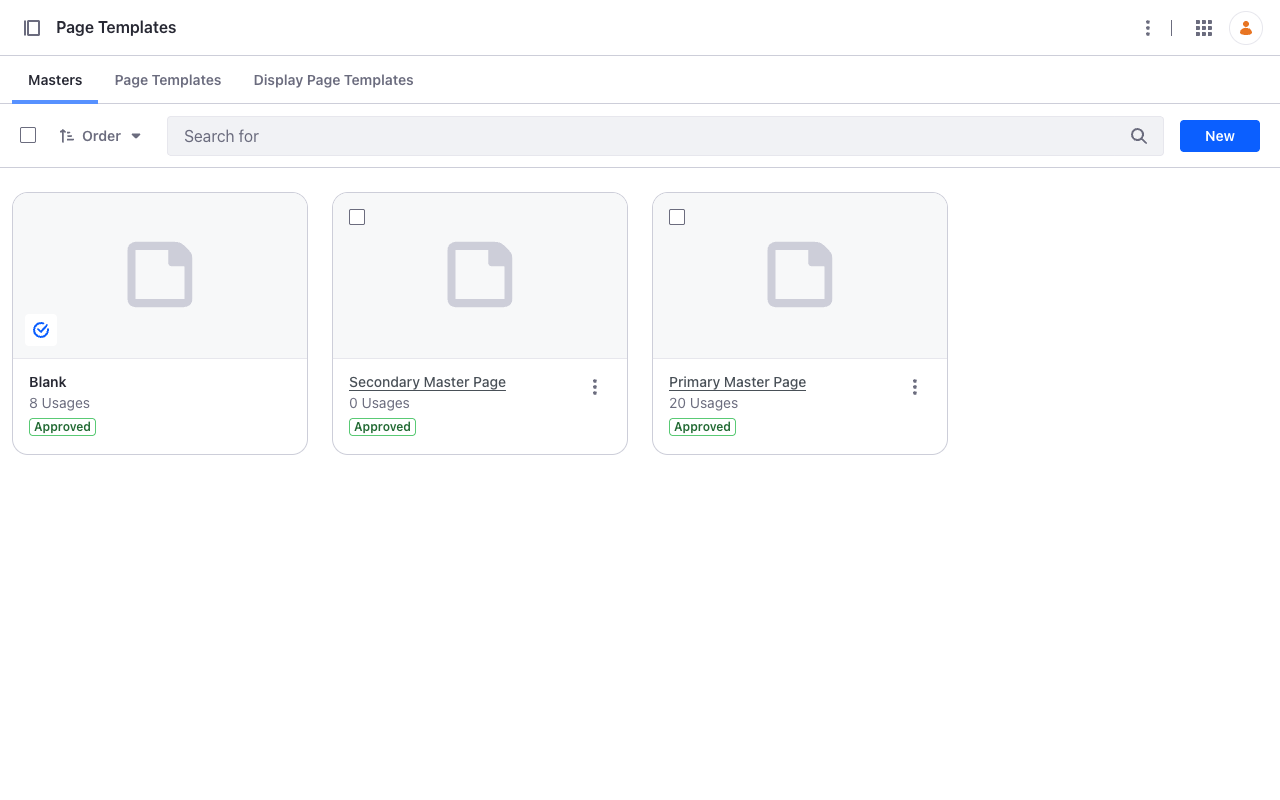 Page Templates
Masters
Page Templates
Display Page Templates
Order
Search for
New
Blank
8 Usages
Approved
Secondary Master Page
0 Usages
Approved
Primary Master Page
20 Usages
Approved